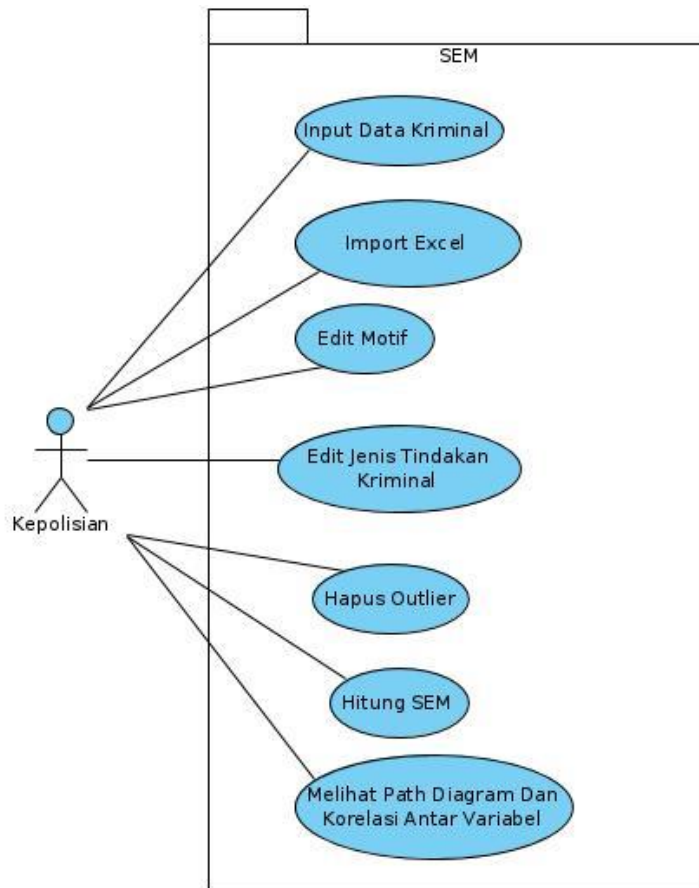 SEM
Input Data Kriminal
Import Excel
Edit Motif
Edit Jenis Tindakan
Kriminal
Kepolisian
Hapus Outlier
Hitung SEM
Melihat Path Diagram Dan
Korelasi Antar Variabel